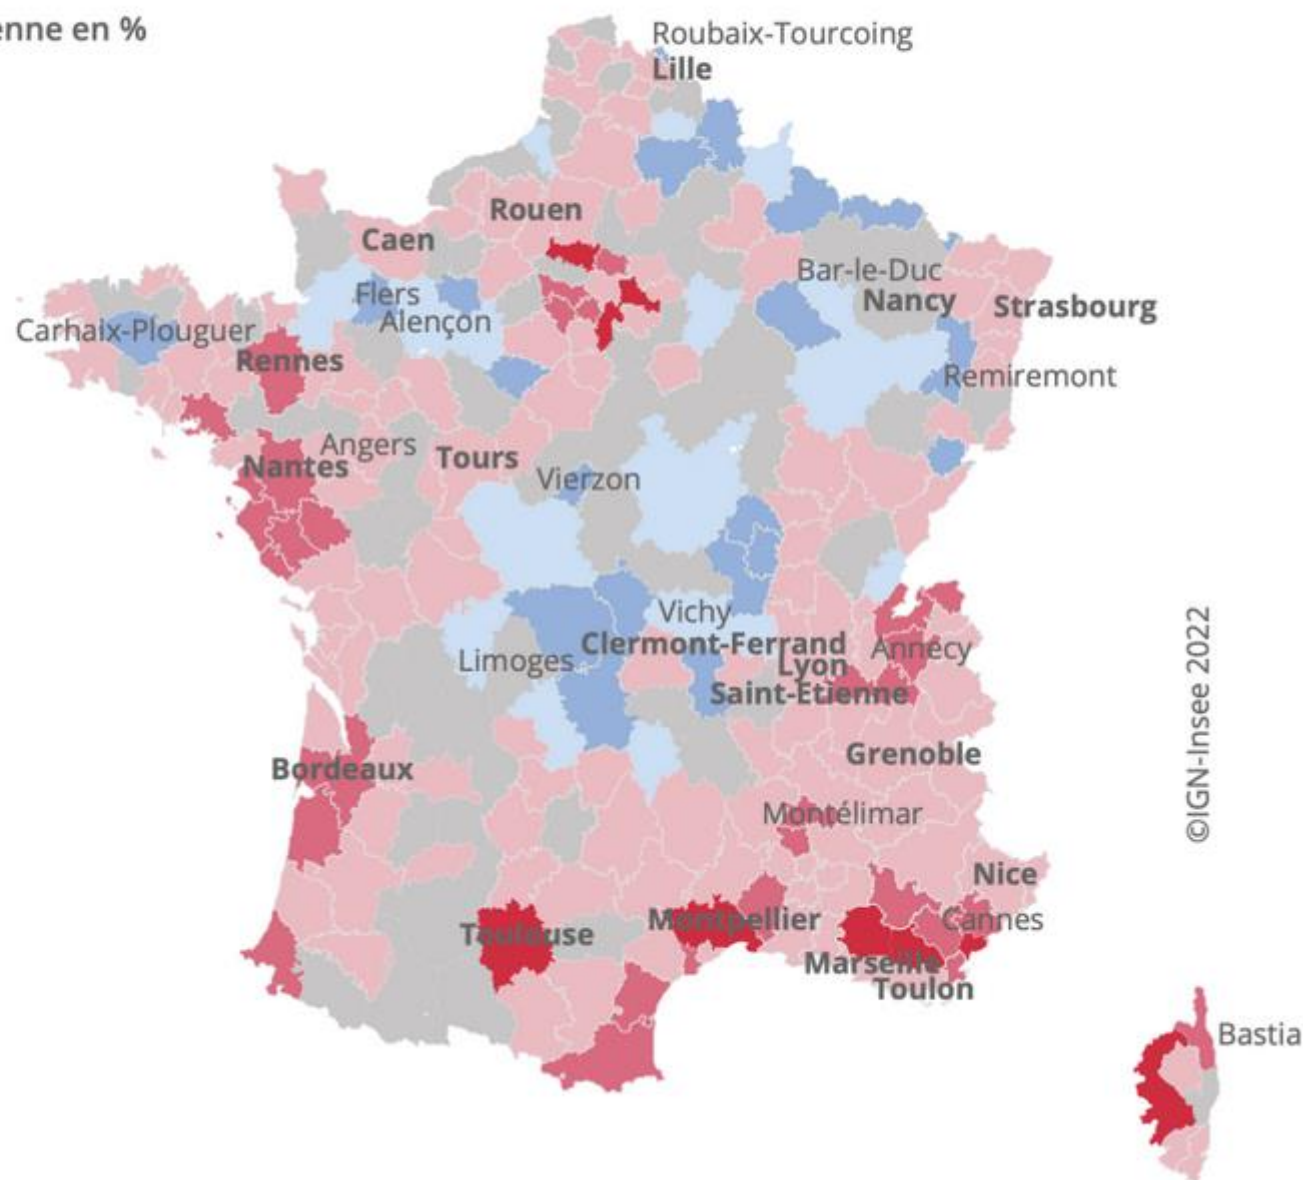 enne en %
Roubaix-Tourcoing
Lille
Rouen
Caen
Bar-le-Duc
Flers
Nancy
Strasbourg
Carhaix-Plouguer
Alençon
Rennes
Remiremont
Angers
Nantes
Tours
Vierzon
Vichy
Clermont-Ferrand
Annecy
Limoges
Lyon
Saint-Etienne
Grenoble
Bordeaux
Montélimar
Nice
Montpellier
Cannes
Toulouse
Marseille
Toulon
Bastia
©IGN-Insee 2022